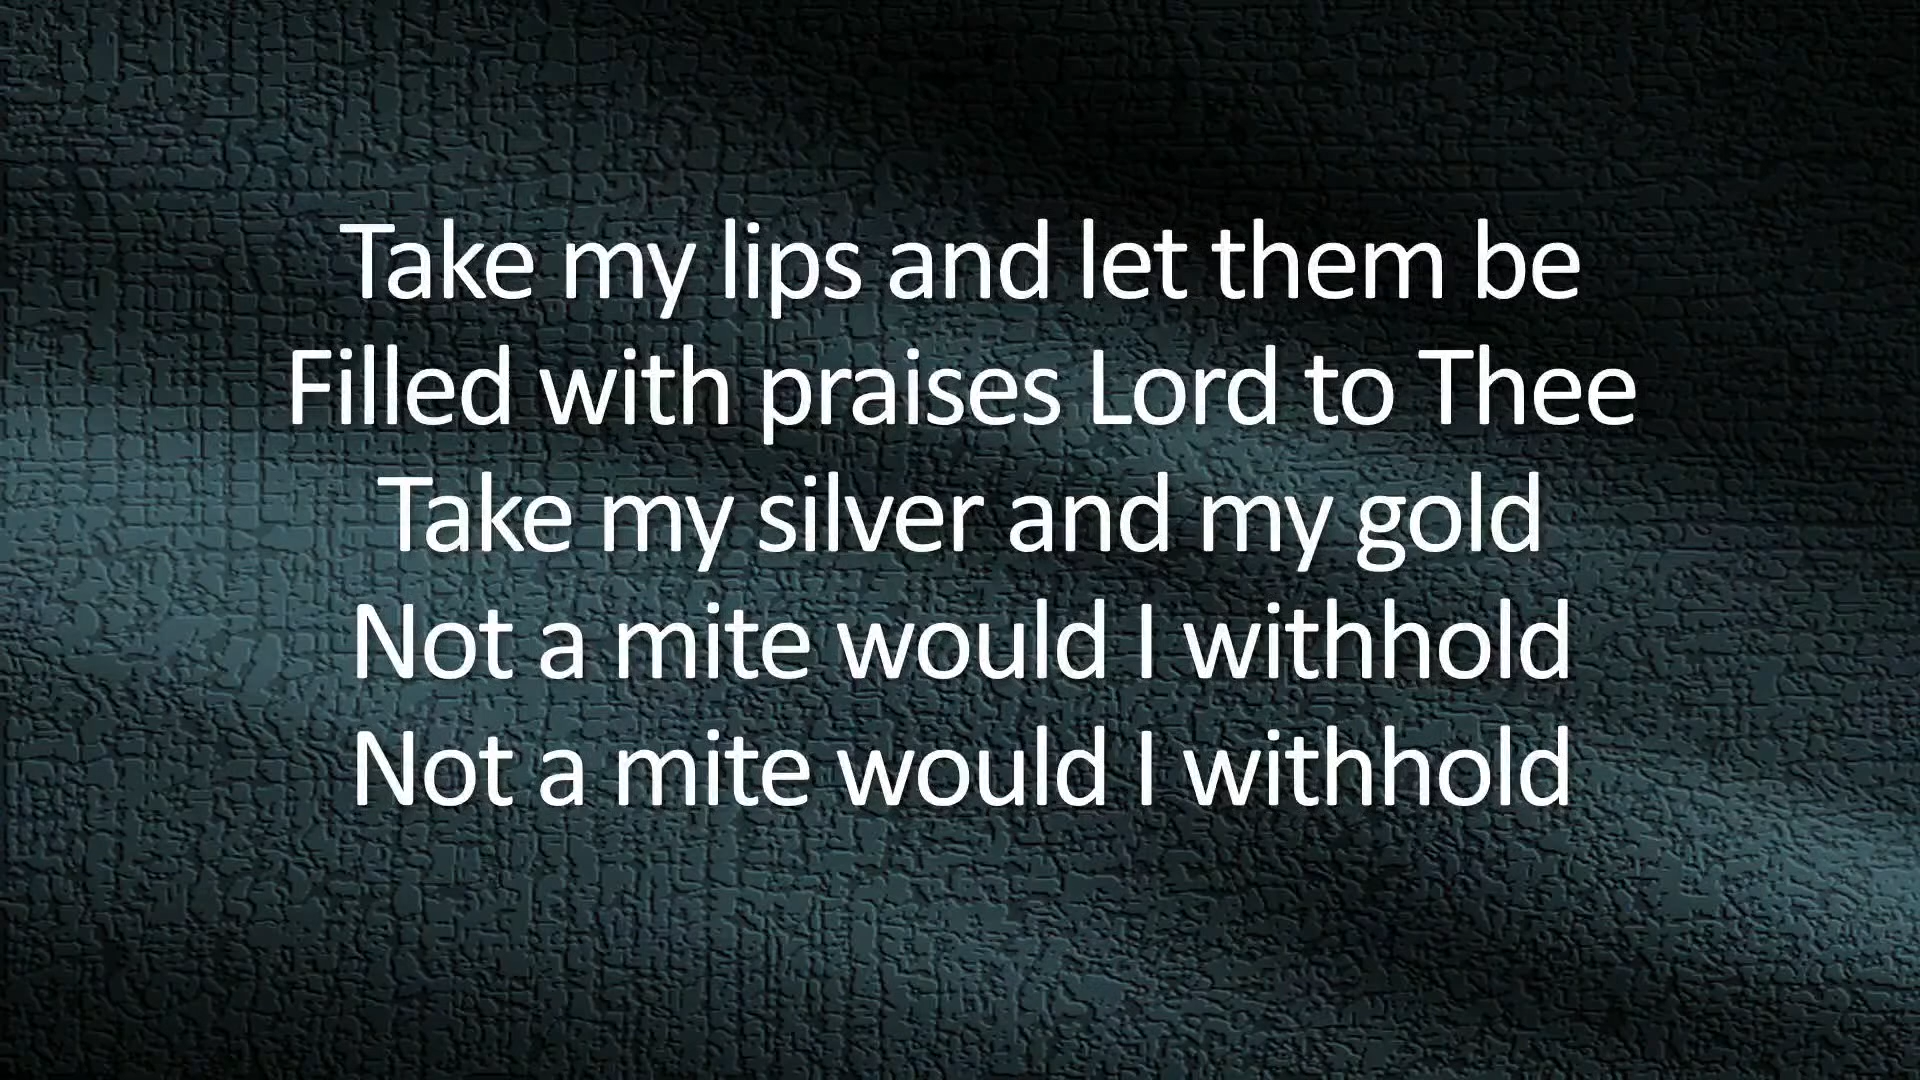 Take my lips and let them be
Filled with praises Lord to Thee
Take my silver and my gold
Not a mite would I withhold
Not a mite would I withhold